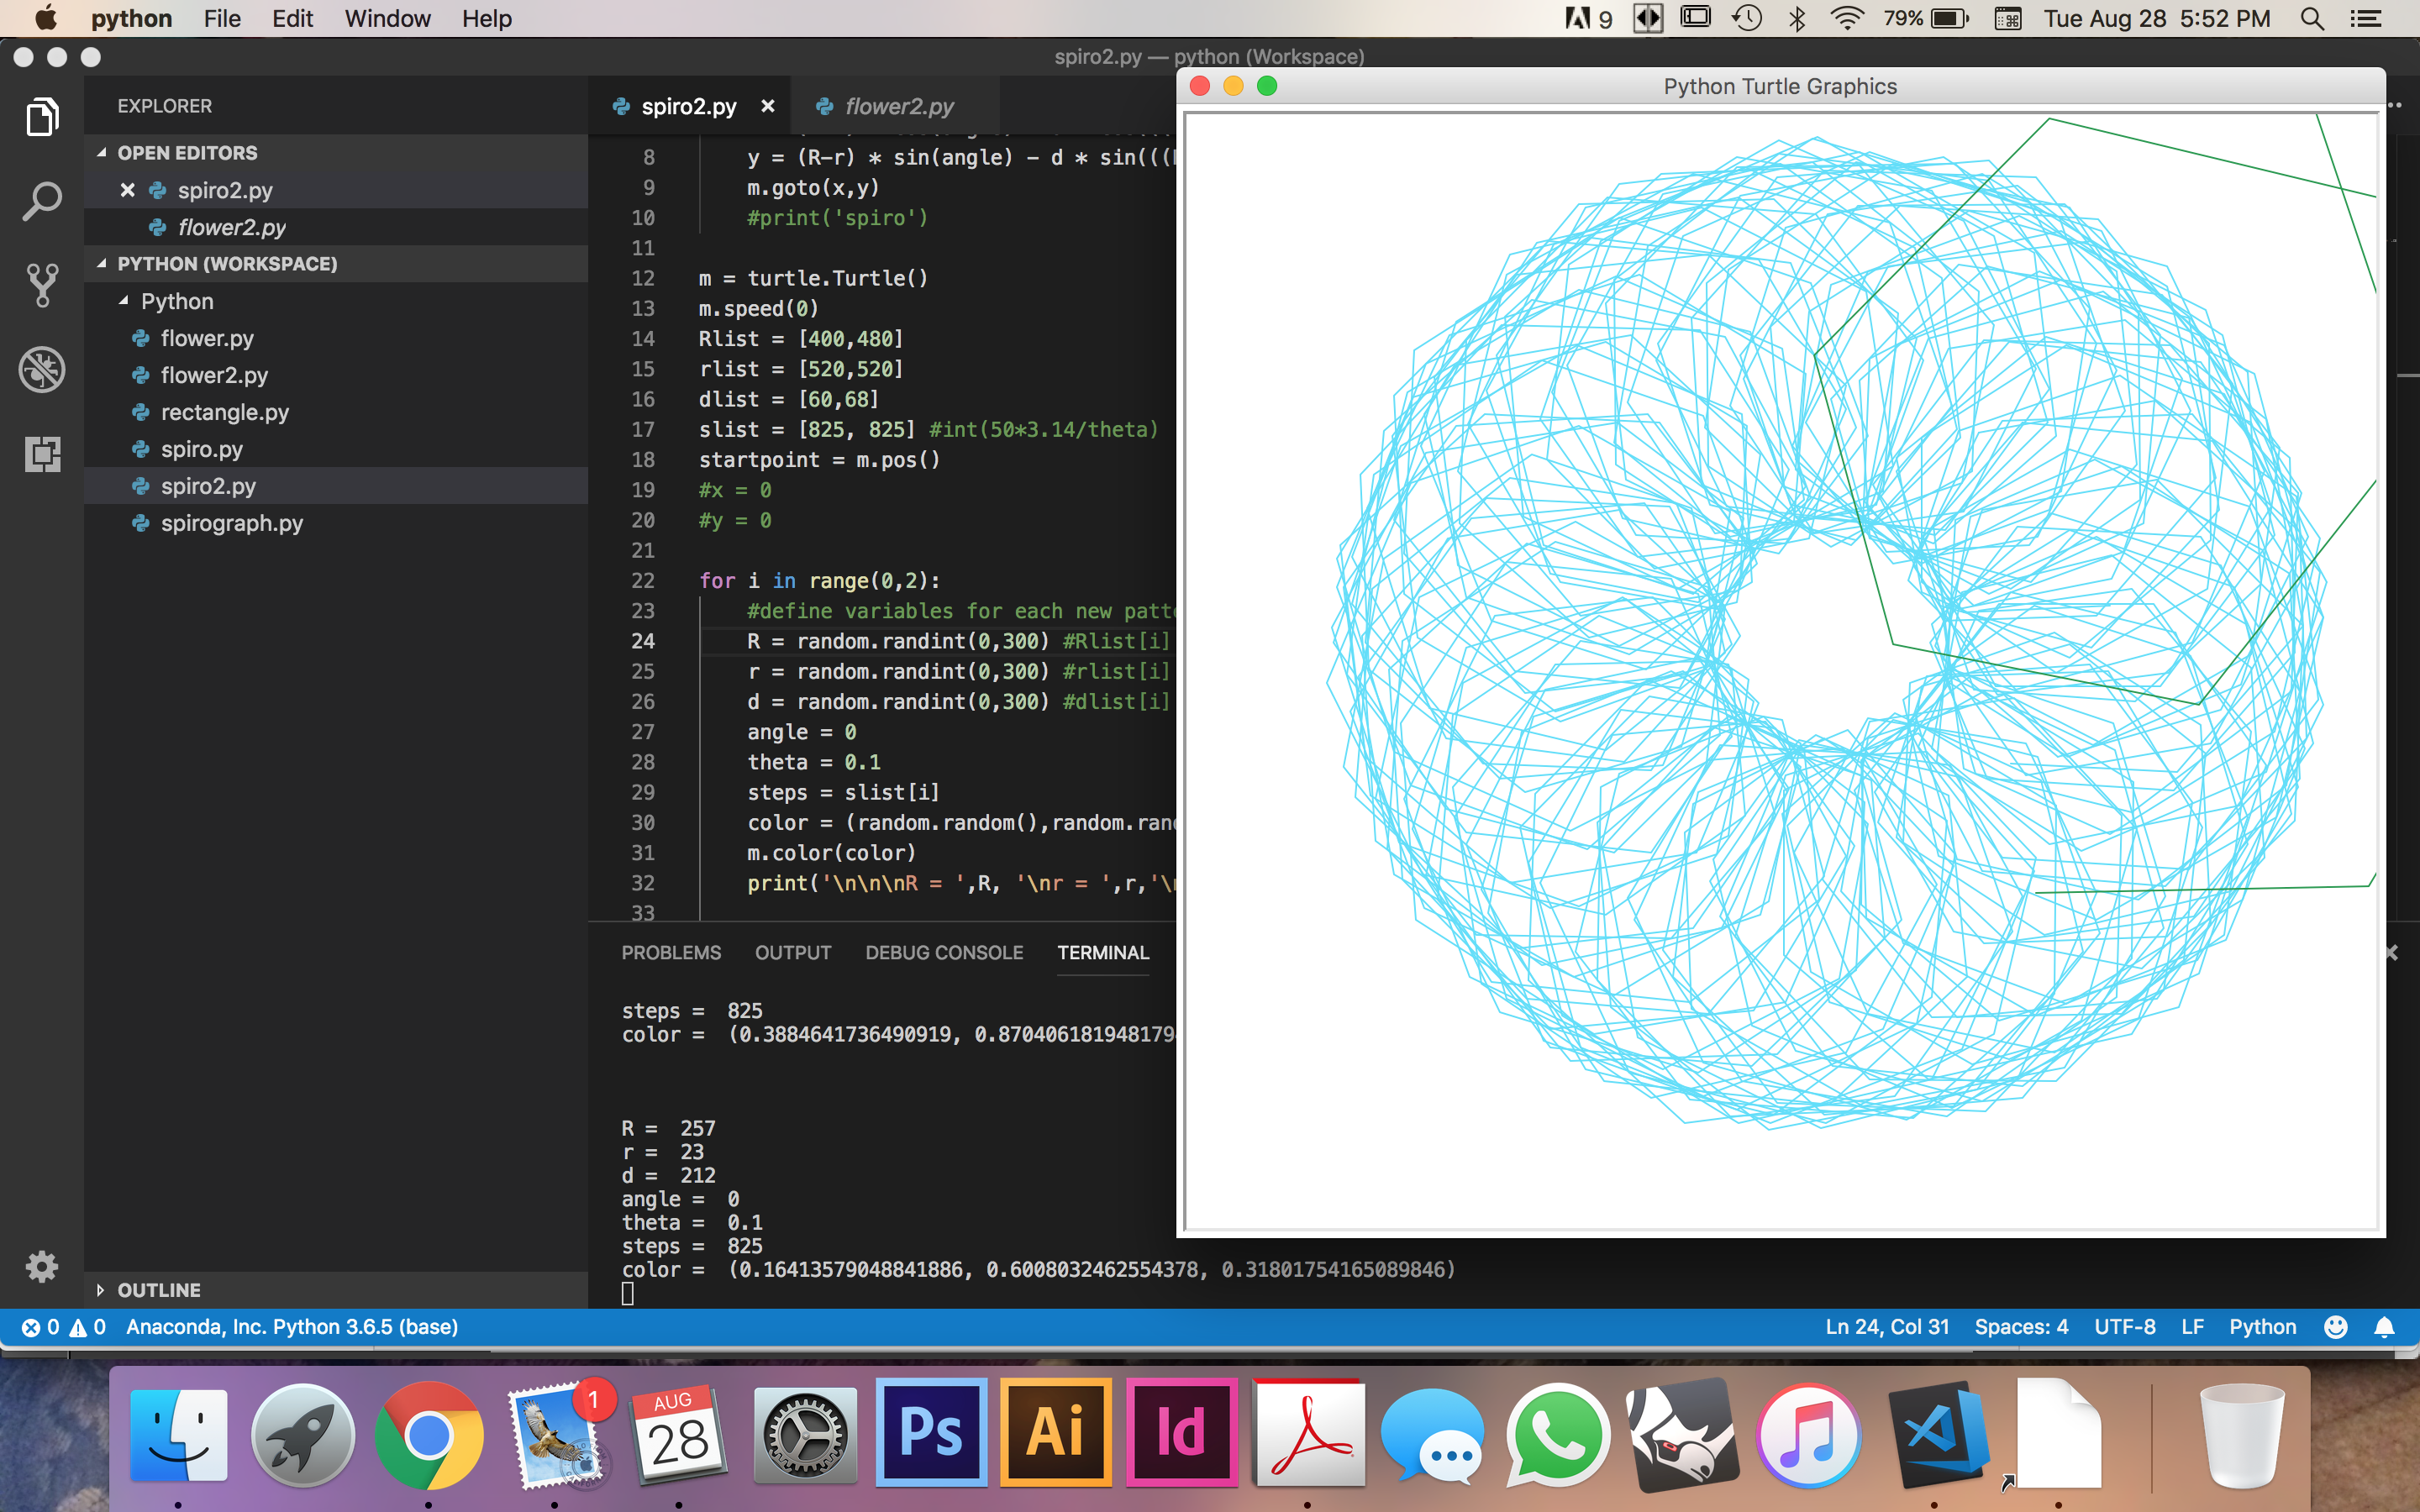 python File Edit Window Help 9 79% Tue Aug 28 5:52 PM
spiro2.py — python (Workspace)
Python Turtle Graphics
EXPLORER
OPEN EDITORS
spiro2.py
flower2.py
PYTHON (WORKSPACE)
Python
flower.py
flower2.py
rectangle.py
spiro.py
spiro2.py
spirograph.py
OUTLINE
spiro2.py flower2.py
8 y = (R-r) * sin(angle) - d * sin(((
9 m.goto(x,y)
10 #print('spiro')
11
12 m = turtle.Turtle()
13 m.speed(0)
14 Rlist = [400,480]
15 rlist = [520,520]
16 dlist = [60,68]
17 slist = [825, 825] #int(50*3.14/theta)
18 startpoint = m.pos()
19 #x = 0
20 #y = 0
21
22 for i in range(0,2):
23 #define variables for each new patt
24 R = random.randint(0,300) #Rlist[i]
25 r = random.randint(0,300) #rlist[i]
26 d = random.randint(0,300) #dlist[i]
27 angle = 0
28 theta = 0.1
29 steps = slist[i]
30 color = (random.random(),random.ran
31 m.color(color)
32 print('\n\n\nR = ',R, '\nr = ',r,'\
33
PROBLEMS OUTPUT DEBUG CONSOLE TERMINAL
steps = 825
color = (0.3884641736490919, 0.870406181948179
R = 257
r = 23
d = 212
angle = 0
theta = 0.1
steps = 825
color = (0.16413579048841886, 0.6008032462554378, 0.31801754165089846)
0 0 Anaconda, Inc. Python 3.6.5 (base) Ln 24, Col 31 Spaces: 4 UTF-8 LF Python
1
AUG
28
Ps
Ai
Id